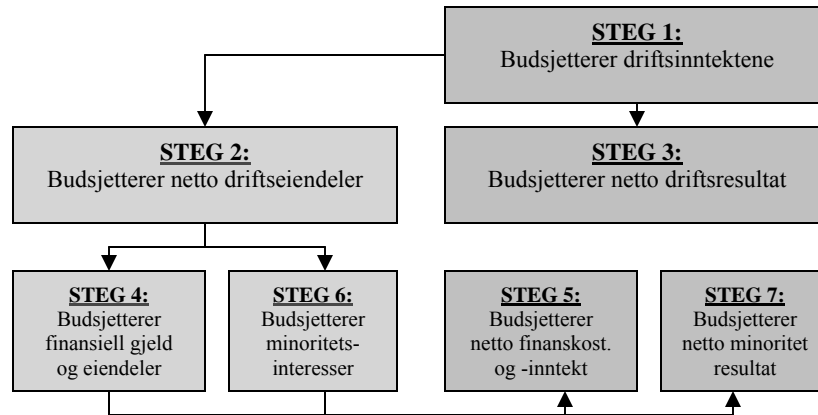 STEG 1:
Budsjetterer driftsinntektene
STEG 2:
Budsjetterer netto driftseiendeler
STEG 3:
Budsjetterer netto driftsresultat
STEG 4:
Budsjetterer
finansiell gjeld
og eiendeler
STEG 6:
Budsjetterer
minoritets-
interesser
STEG 5:
Budsjetterer
netto finanskost.
og -inntekt
STEG 7:
Budsjetterer
netto minoritet
resultat